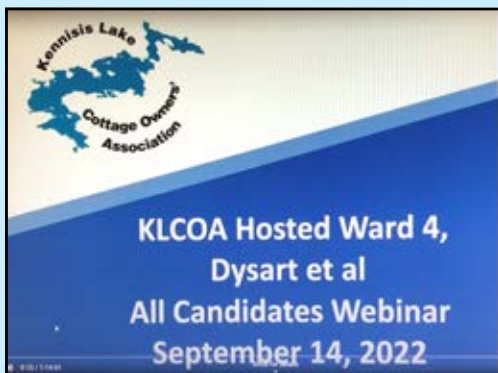 Kennisis Lake
Cottage Owners'
Association
KLCOA Hosted Ward 4,
Dysart et al
All Candidates Webinar
September 14, 2022